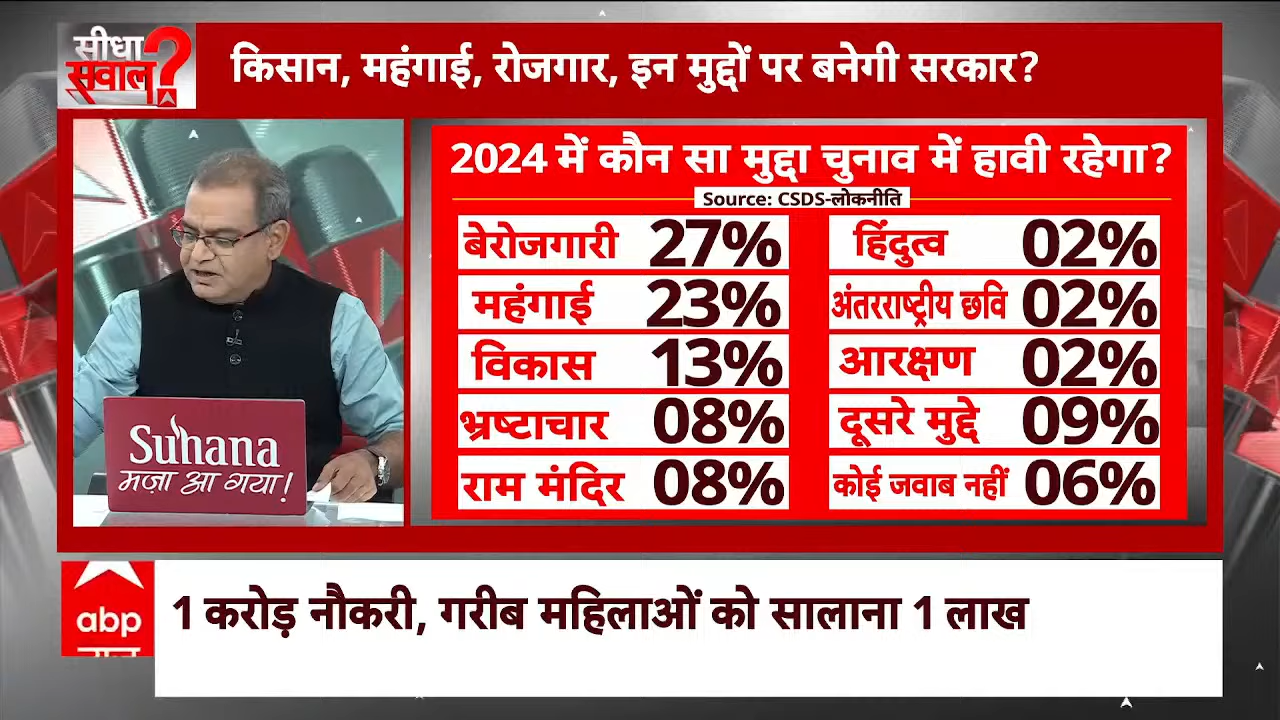 सीधा
सवाल?
किसान, महंगाई, रोजगार, इन मुद्दों पर बनेगी सरकार?
2024 में कौन सा मुद्दा चुनाव में हावी रहेगा?
Source: CSDS-लोकनीति
बेरोजगारी 27%
महंगाई 23%
विकास 13%
भ्रष्टाचार 08%
राम मंदिर 08%
हिंदुत्व 02%
अंतरराष्ट्रीय छवि 02%
आरक्षण 02%
दूसरे मुद्दे 09%
कोई जवाब नहीं 06%
Suhana
मज़ा आ गया!
abp
1 करोड़ नौकरी, गरीब महिलाओं को सालाना 1 लाख